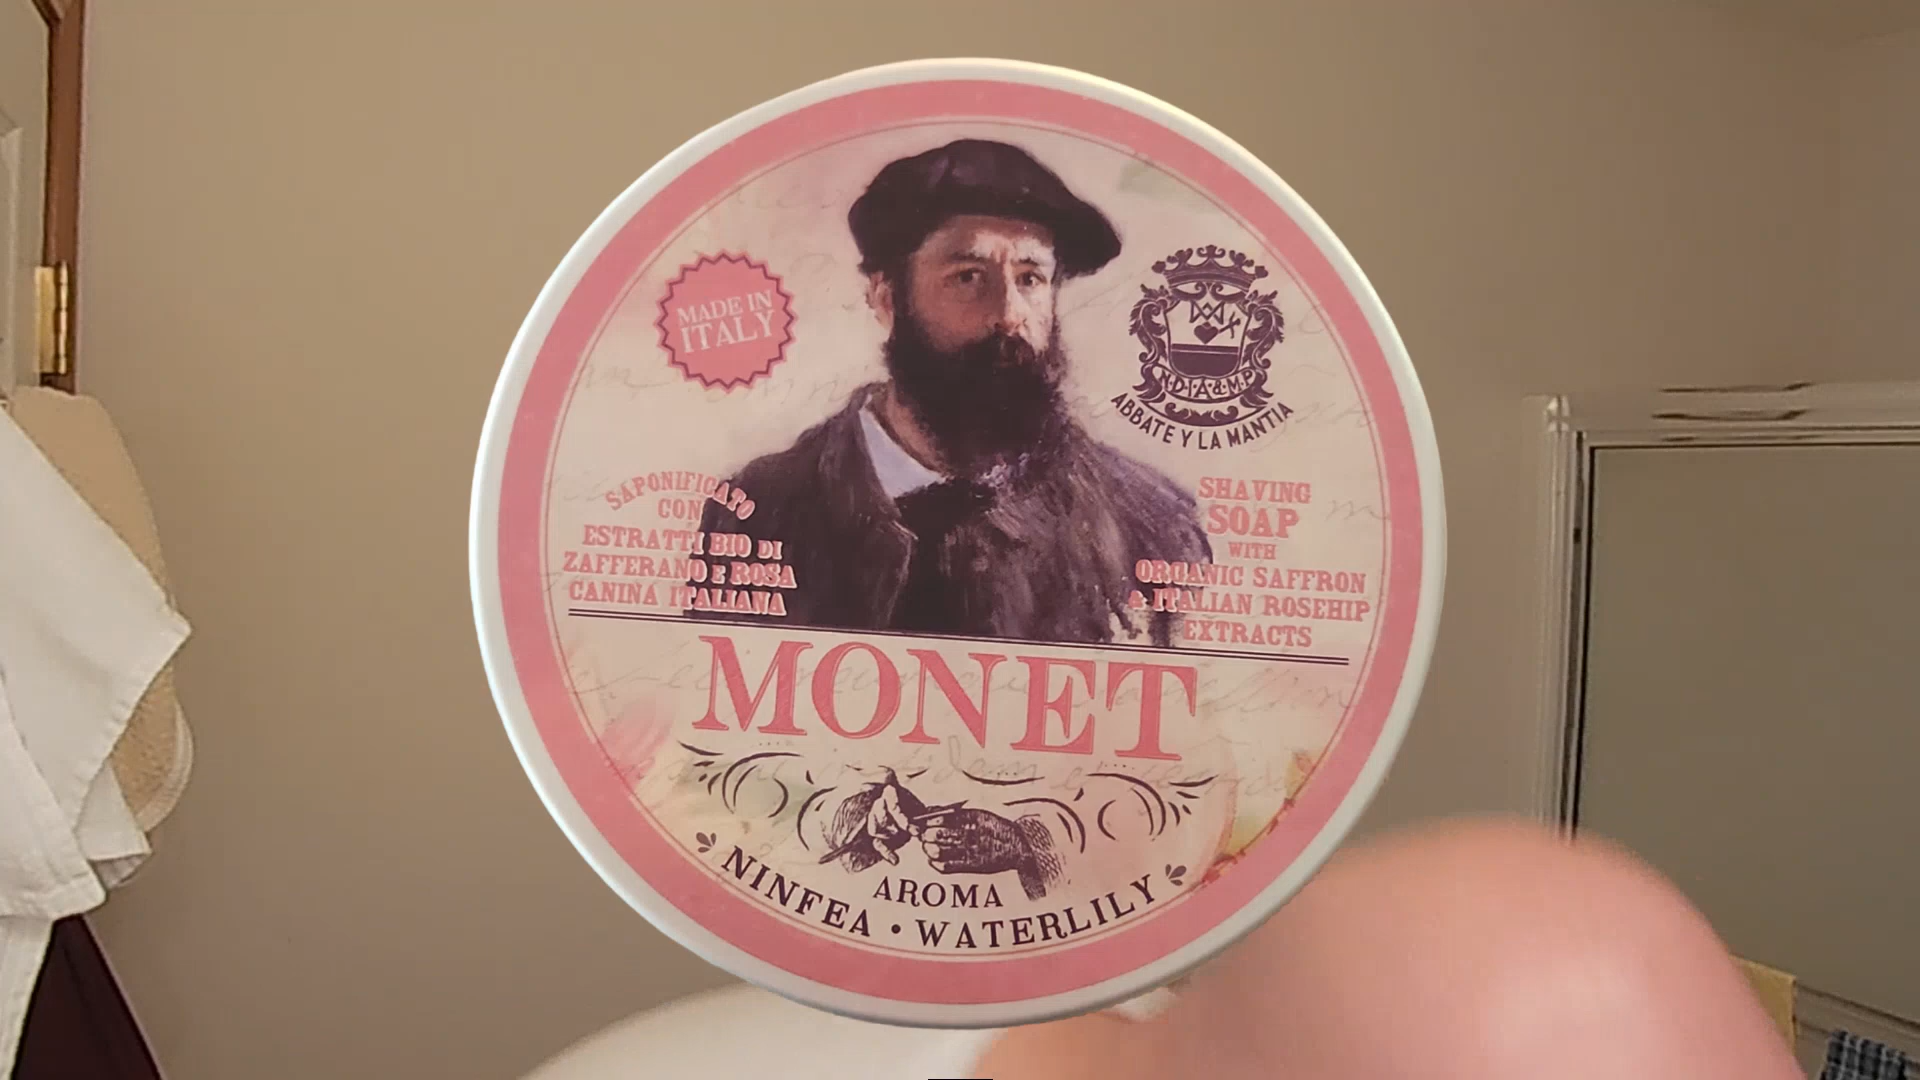 MADE IN
ITALY
N·D·I·A·&·M·P
ABBATE Y LA MANTIA
SAPONIFICATO
CON
ESTRATTI BIO DI
ZAFFERANO E ROSA
CANINA ITALIANA
SHAVING
SOAP
WITH
ORGANIC SAFFRON
& ITALIAN ROSEHIP
EXTRACTS
MONET
AROMA
NINFEA • WATERLILY